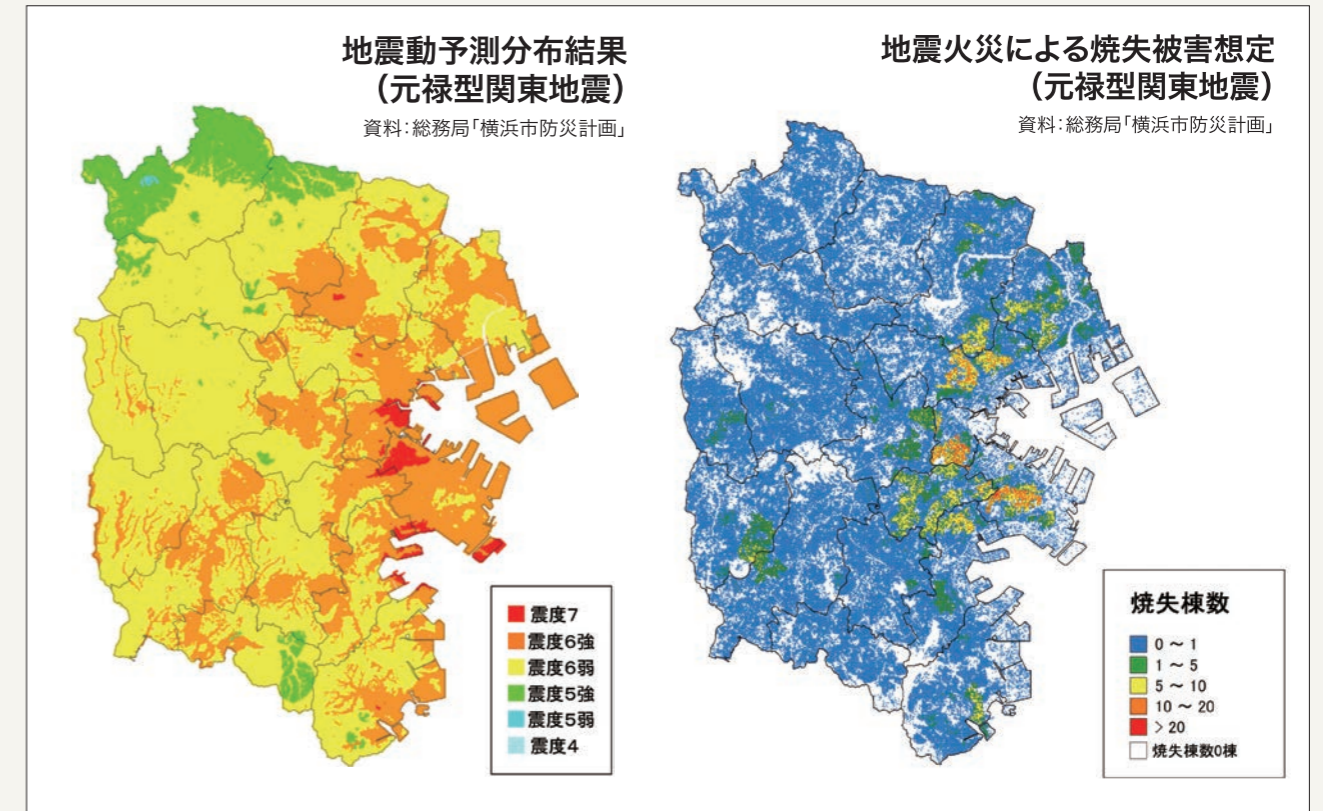 地震動予測分布結果
（元禄型関東地震）
資料：総務局「横浜市防災計画」
震度7
震度6強
震度6弱
震度5強
震度5弱
震度4
地震火災による焼失被害想定
（元禄型関東地震）
資料：総務局「横浜市防災計画」
焼失棟数
0 ～ 1
1 ～ 5
5 ～ 10
10 ～ 20
> 20
焼失棟数0棟